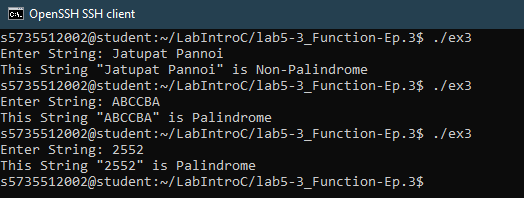 OpenSSH SSH client
s5735512002@student:~/LabIntroC/lab5-3_Function-Ep.3$ ./ex3
Enter String: Jatupat Pannoi
This String "Jatupat Pannoi" is Non-Palindrome
s5735512002@student:~/LabIntroC/lab5-3_Function-Ep.3$ ./ex3
Enter String: ABCCBA
This String "ABCCBA" is Palindrome
s5735512002@student:~/LabIntroC/lab5-3_Function-Ep.3$ ./ex3
Enter String: 2552
This String "2552" is Palindrome
s5735512002@student:~/LabIntroC/lab5-3_Function-Ep.3$